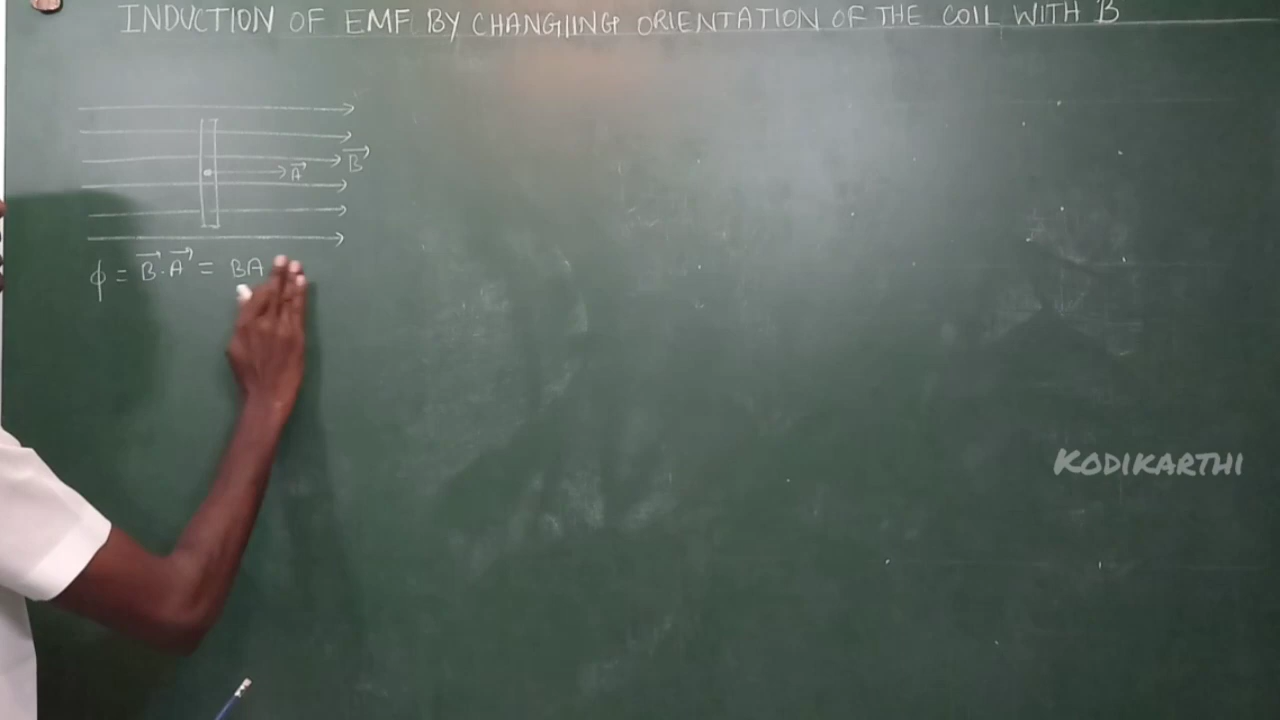 INDUCTION OF EMF BY CHANGIING ORIENTATION OF THE COIL WITH B
B⃗
A⃗
ϕ = B⃗.A⃗ = BA
KODIKARTHI